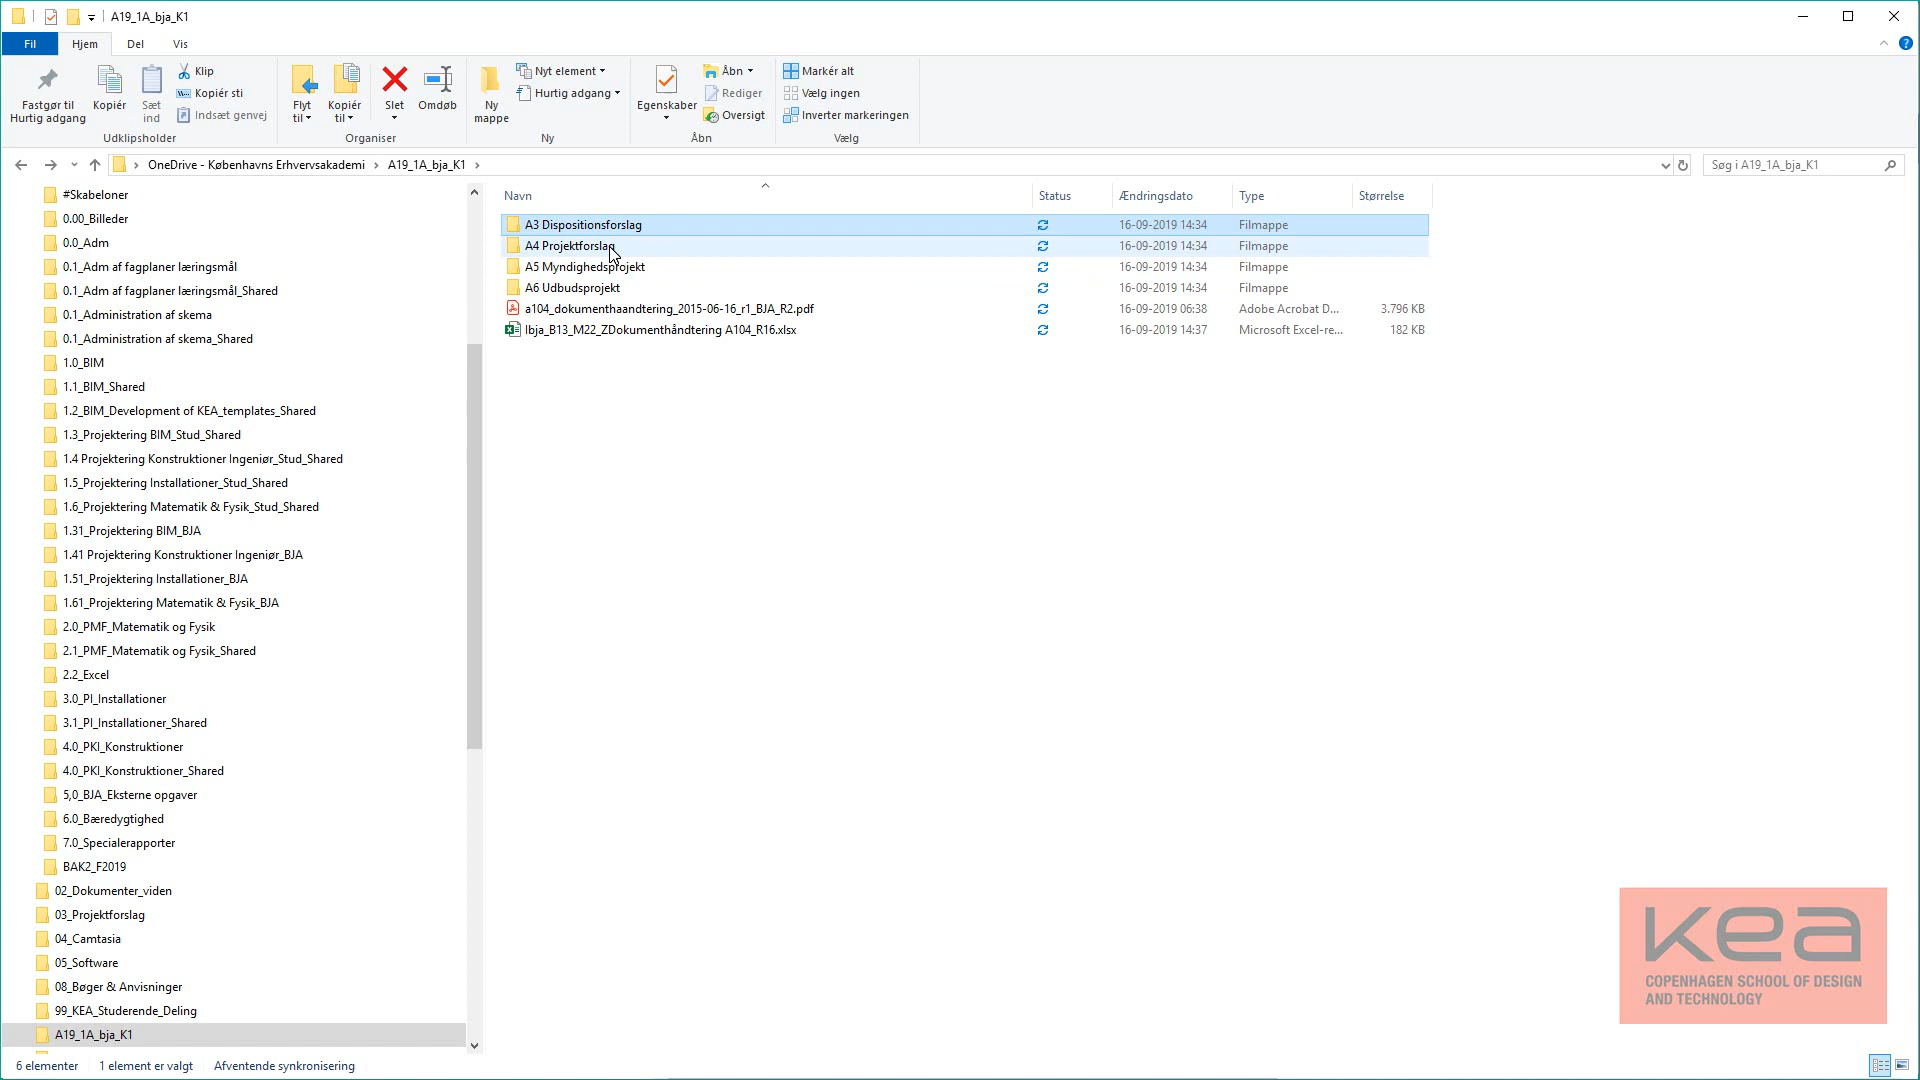 A19_1A_bja_K1
Fil Hjem Del Vis
Fastgør til Hurtig adgang
Kopiér
Sæt ind
Klip
Kopiér sti
Indsæt genvej
Udklipsholder
Flyt til
Kopiér til
Slet
Omdøb
Organiser
Ny mappe
Nyt element
Hurtig adgang
Ny
Egenskaber
Åbn
Rediger
Oversigt
Åbn
Markér alt
Vælg ingen
Inverter markeringen
Vælg
OneDrive - Københavns Erhvervsakademi A19_1A_bja_K1
Søg i A19_1A_bja_K1
#Skabeloner
0.00_Billeder
0.0_Adm
0.1_Adm af fagplaner læringsmål
0.1_Adm af fagplaner læringsmål_Shared
0.1_Administration af skema
0.1_Administration af skema_Shared
1.0_BIM
1.1_BIM_Shared
1.2_BIM_Development of KEA_templates_Shared
1.3_Projektering BIM_Stud_Shared
1.4 Projektering Konstruktioner Ingeniør_Stud_Shared
1.5_Projektering Installationer_Stud_Shared
1.6_Projektering Matematik & Fysik_Stud_Shared
1.31_Projektering BIM_BJA
1.41 Projektering Konstruktioner Ingeniør_BJA
1.51_Projektering Installationer_BJA
1.61_Projektering Matematik & Fysik_BJA
2.0_PMF_Matematik og Fysik
2.1_PMF_Matematik og Fysik_Shared
2.2_Excel
3.0_PI_Installationer
3.1_PI_Installationer_Shared
4.0_PKI_Konstruktioner
4.0_PKI_Konstruktioner_Shared
5,0_BJA_Eksterne opgaver
6.0_Bæredygtighed
7.0_Specialerapporter
BAK2_F2019
02_Dokumenter_viden
03_Projektforslag
04_Camtasia
05_Software
08_Bøger & Anvisninger
99_KEA_Studerende_Deling
A19_1A_bja_K1
Navn Status Ændringsdato Type Størrelse
A3 Dispositionsforslag 16-09-2019 14:34 Filmappe
A4 Projektforslag 16-09-2019 14:34 Filmappe
A5 Myndighedsprojekt 16-09-2019 14:34 Filmappe
A6 Udbudsprojekt 16-09-2019 14:34 Filmappe
a104_dokumenthaandtering_2015-06-16_r1_BJA_R2.pdf 16-09-2019 06:38 Adobe Acrobat D... 3.796 KB
lbja_B13_M22_ZDokumenthåndtering A104_R16.xlsx 16-09-2019 14:37 Microsoft Excel-re... 182 KB
kea
COPENHAGEN SCHOOL OF DESIGN
AND TECHNOLOGY
6 elementer 1 element er valgt Afventende synkronisering